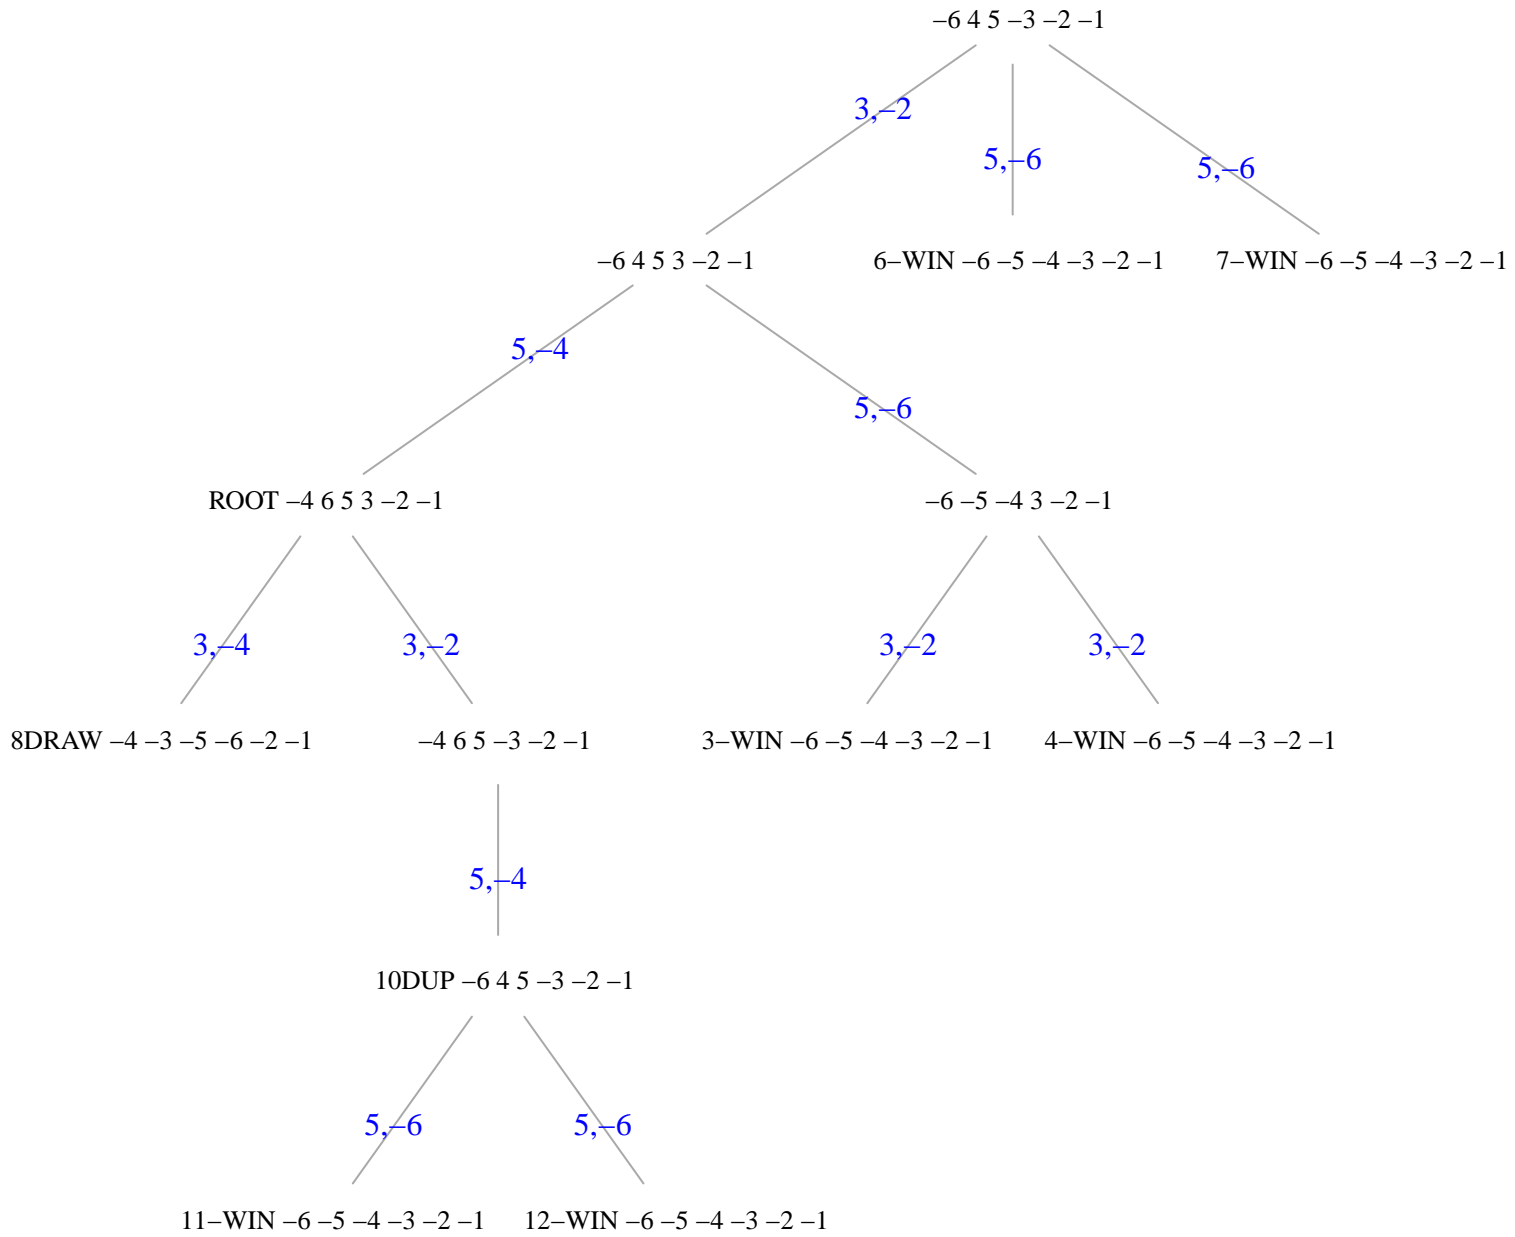 –6 4 5 –3 –2 –1
3,–2
5,–6
5,–6
–6 4 5 3 –2 –1
6–WIN –6 –5 –4 –3 –2 –1
7–WIN –6 –5 –4 –3 –2 –1
5,–4
5,–6
ROOT –4 6 5 3 –2 –1
–6 –5 –4 3 –2 –1
3,–4
3,–2
3,–2
3,–2
8DRAW –4 –3 –5 –6 –2 –1
–4 6 5 –3 –2 –1
3–WIN –6 –5 –4 –3 –2 –1
4–WIN –6 –5 –4 –3 –2 –1
5,–4
10DUP –6 4 5 –3 –2 –1
5,–6
5,–6
11–WIN –6 –5 –4 –3 –2 –1
12–WIN –6 –5 –4 –3 –2 –1